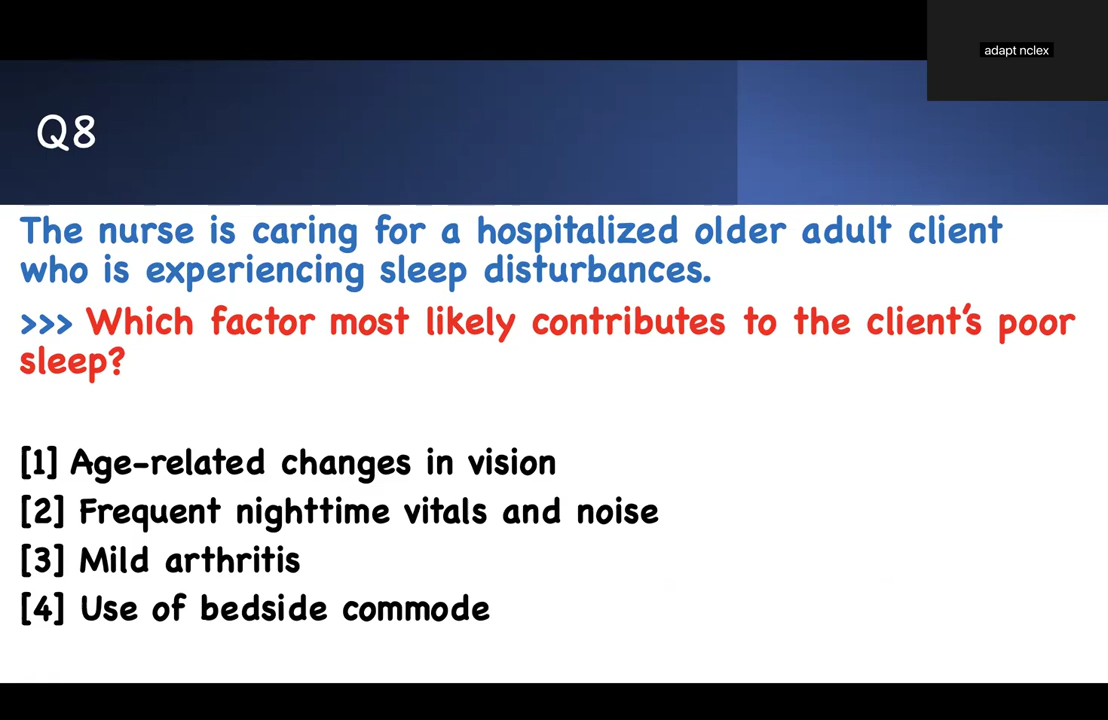 adapt nclex
Q8
The nurse is caring for a hospitalized older adult client
who is experiencing sleep disturbances.
>>> Which factor most likely contributes to the client's poor
sleep?
[1] Age-related changes in vision
[2] Frequent nighttime vitals and noise
[3] Mild arthritis
[4] Use of bedside commode